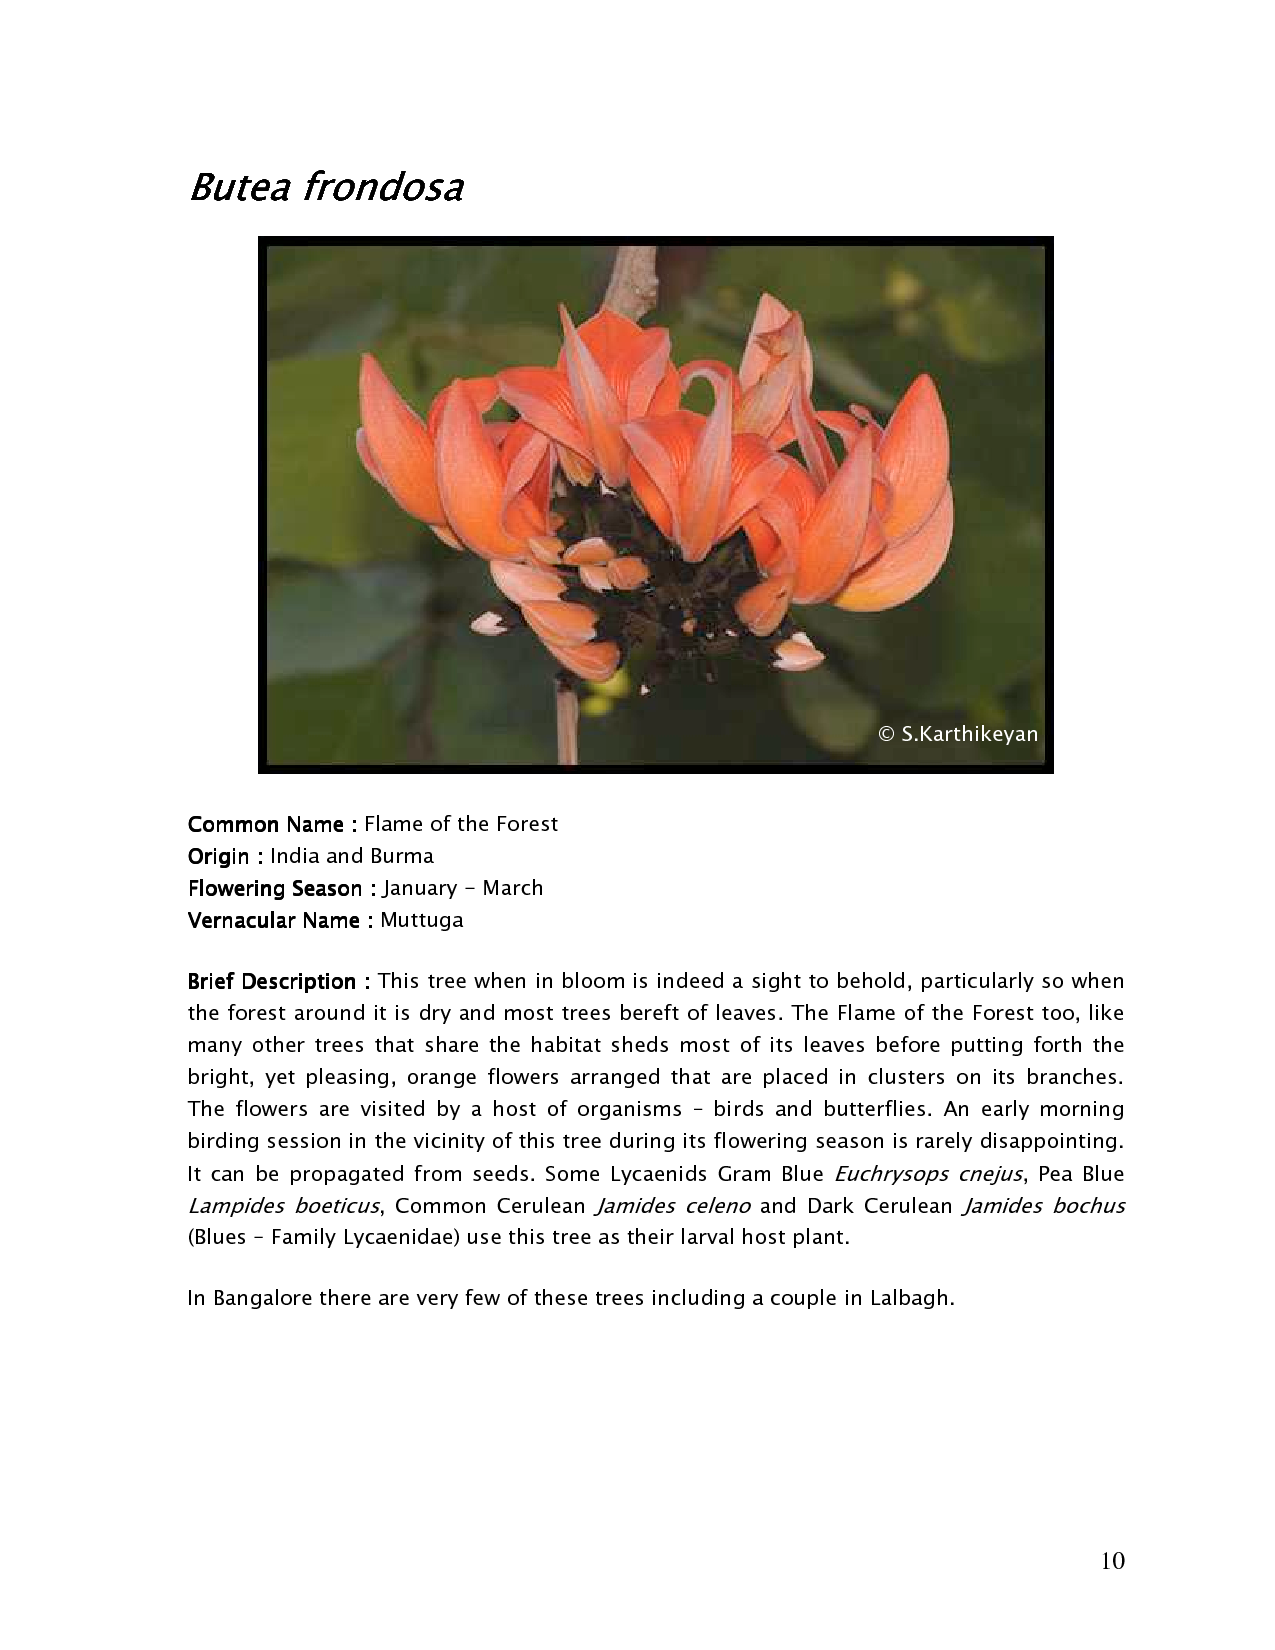 Butea frondosa
© S.Karthikeyan
Common Name : Flame of the Forest
Origin : India and Burma
Flowering Season : January – March
Vernacular Name : Muttuga
Brief Description : This tree when in bloom is indeed a sight to behold, particularly so when
the forest around it is dry and most trees bereft of leaves. The Flame of the Forest too, like
many other trees that share the habitat sheds most of its leaves before putting forth the
bright, yet pleasing, orange flowers arranged that are placed in clusters on its branches.
The flowers are visited by a host of organisms – birds and butterflies. An early morning
birding session in the vicinity of this tree during its flowering season is rarely disappointing.
It can be propagated from seeds. Some Lycaenids Gram Blue Euchrysops cnejus, Pea Blue
Lampides boeticus, Common Cerulean Jamides celeno and Dark Cerulean Jamides bochus
(Blues – Family Lycaenidae) use this tree as their larval host plant.
In Bangalore there are very few of these trees including a couple in Lalbagh.
10